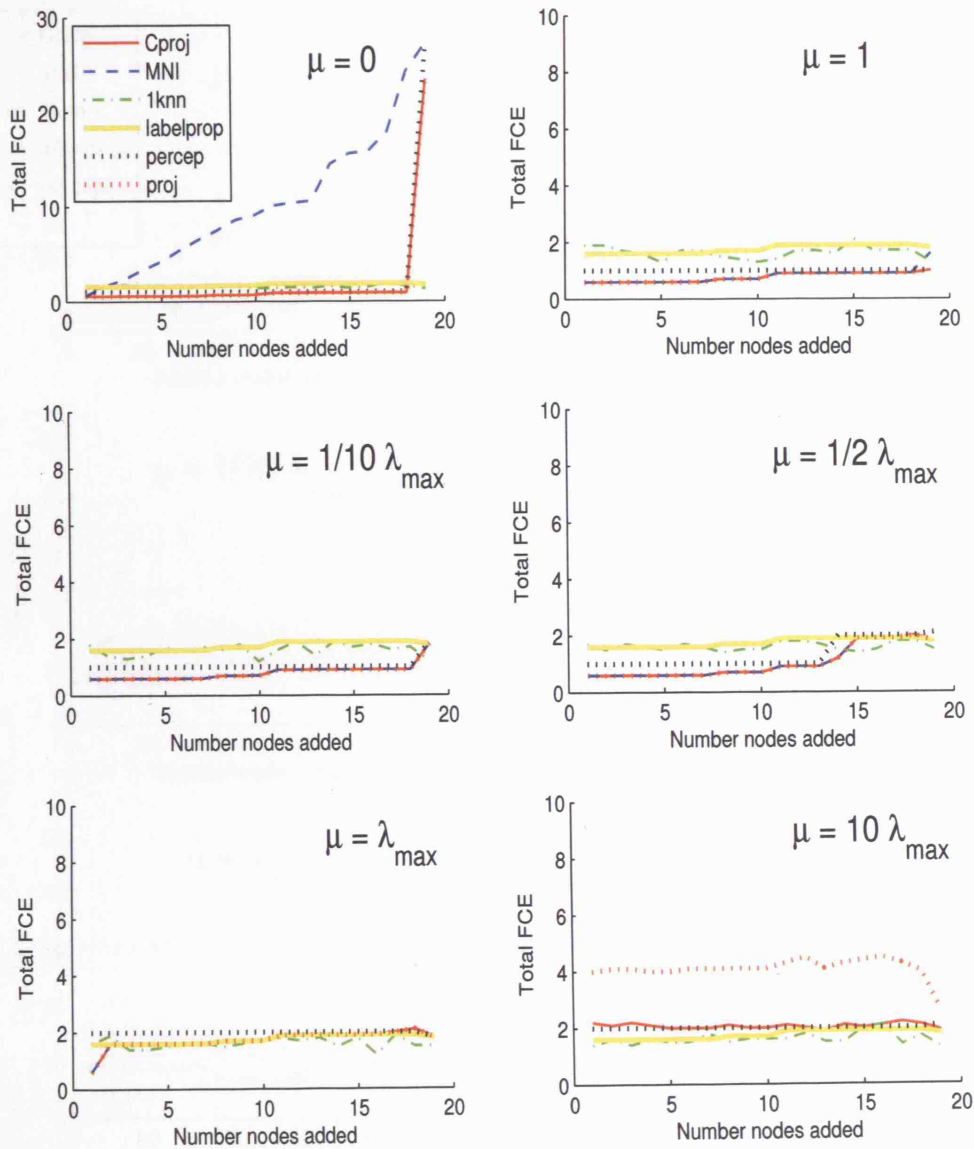 30
20
10
0
Total FCE
Cproj
MNI
1knn
labelprop
percep
proj
μ = 0
0 5 10 15 20
Number nodes added
10
8
6
4
2
0
Total FCE
μ = 1
0 5 10 15 20
Number nodes added
10
8
6
4
2
0
Total FCE
μ = 1/10 λmax
0 5 10 15 20
Number nodes added
10
8
6
4
2
0
Total FCE
μ = 1/2 λmax
0 5 10 15 20
Number nodes added
10
8
6
4
2
0
Total FCE
μ = λmax
0 5 10 15 20
Number nodes added
10
8
6
4
2
0
Total FCE
μ = 10 λmax
0 5 10 15 20
Number nodes added